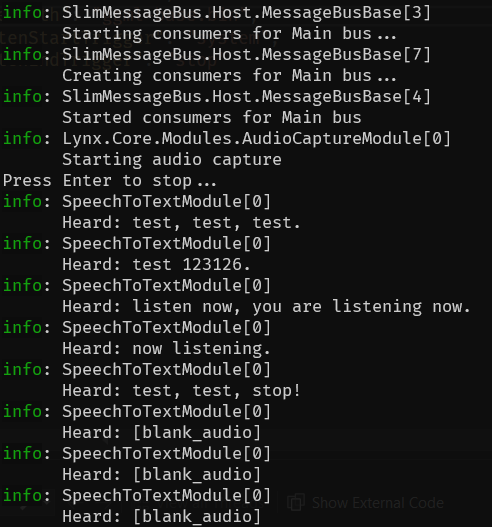 info: SlimMessageBus.Host.MessageBusBase[3]
Starting consumers for Main bus...
info: SlimMessageBus.Host.MessageBusBase[7]
Creating consumers for Main bus...
info: SlimMessageBus.Host.MessageBusBase[4]
Started consumers for Main bus
info: Lynx.Core.Modules.AudioCaptureModule[0]
Starting audio capture
Press Enter to stop...
info: SpeechToTextModule[0]
Heard: test, test, test.
info: SpeechToTextModule[0]
Heard: test 123126.
info: SpeechToTextModule[0]
Heard: listen now, you are listening now.
info: SpeechToTextModule[0]
Heard: now listening.
info: SpeechToTextModule[0]
Heard: test, test, stop!
info: SpeechToTextModule[0]
Heard: [blank_audio]
info: SpeechToTextModule[0]
Heard: [blank_audio]
Show External Code
info: SpeechToTextModule[0]
Heard: [blank_audio]